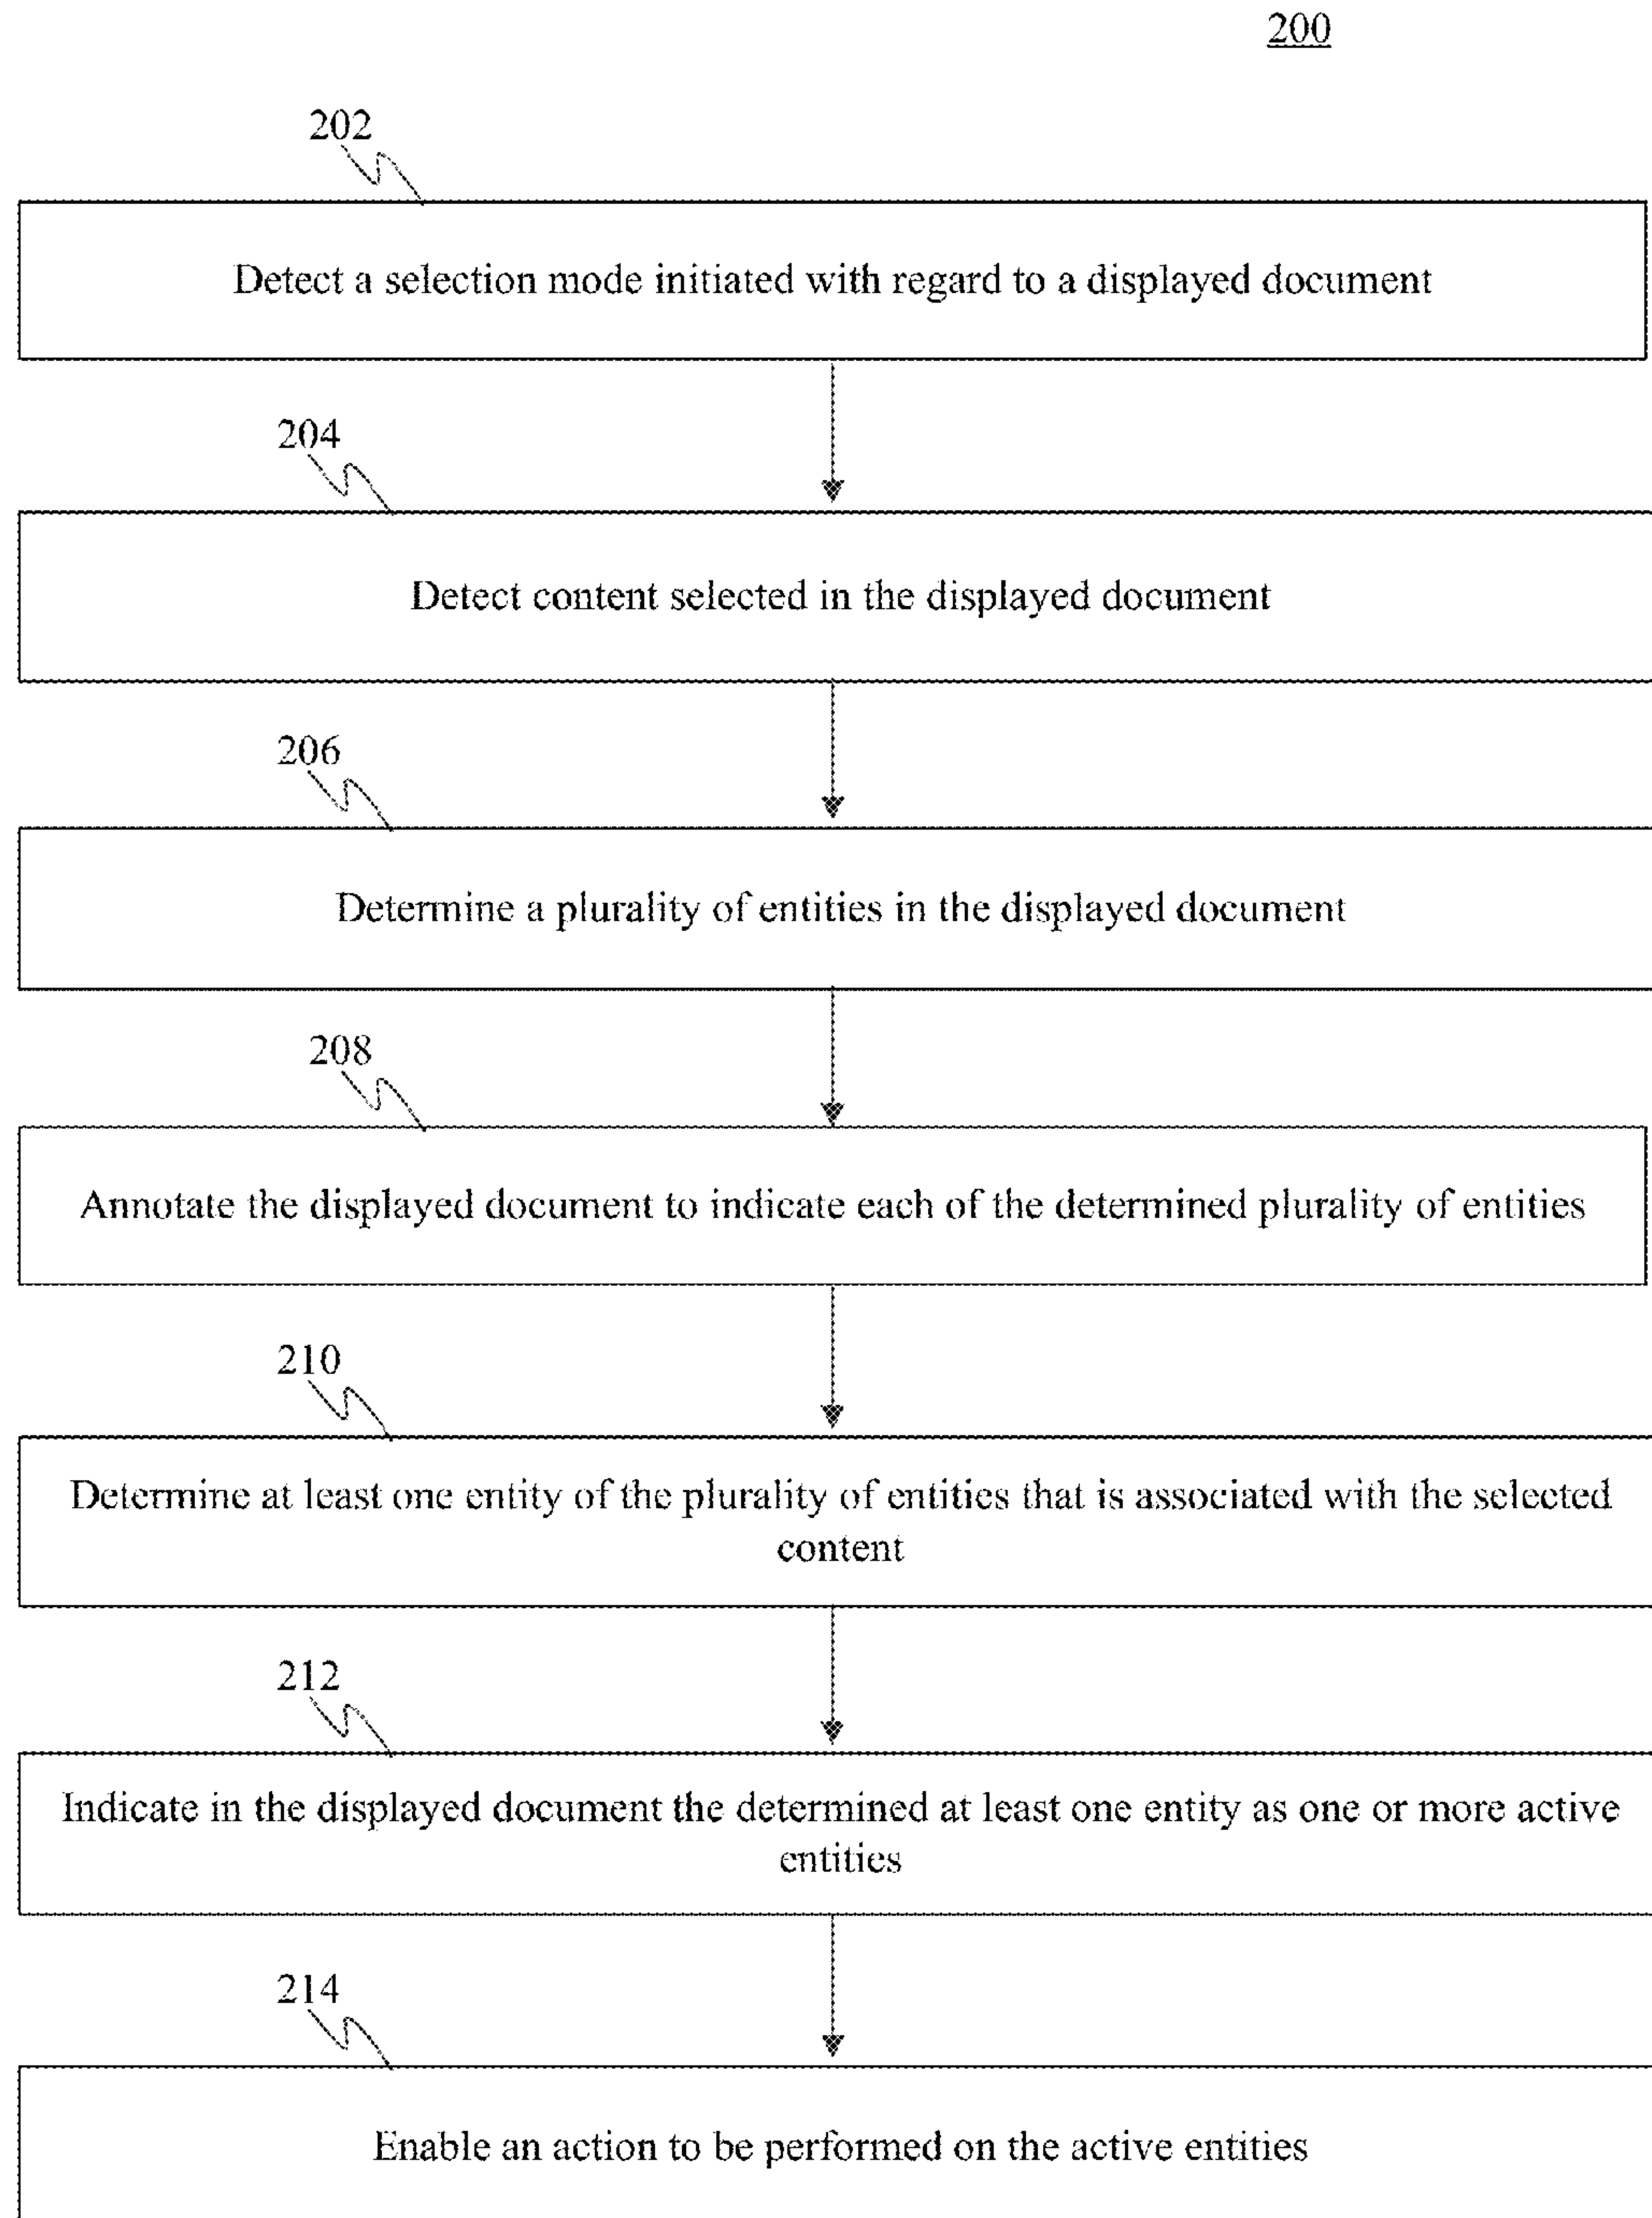 200
202
Detect a selection mode initiated with regard to a displayed document
204
Detect content selected in the displayed document
206
Determine a plurality of entities in the displayed document
208
Annotate the displayed document to indicate each of the determined plurality of entities
210
Determine at least one entity of the plurality of entities that is associated with the selected
content
212
Indicate in the displayed document the determined at least one entity as one or more active
entities
214
Enable an action to be performed on the active entities